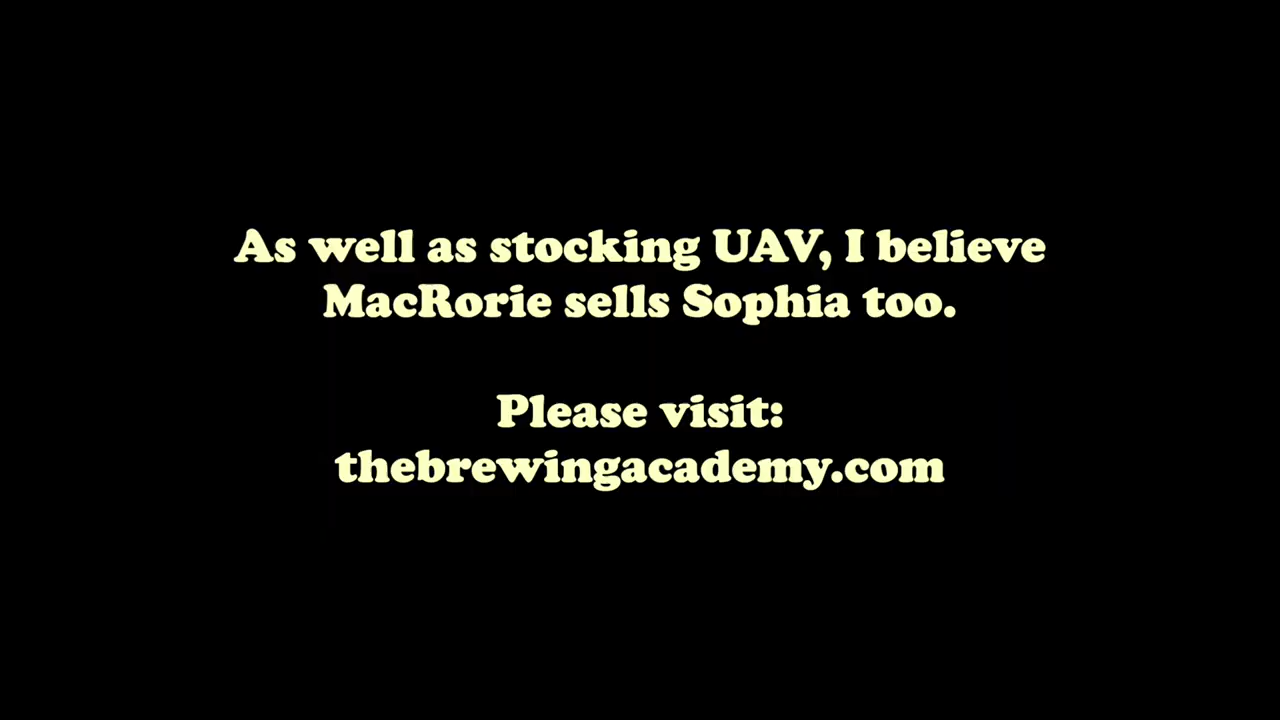 As well as stocking UAV, I believe
MacRorie sells Sophia too.
Please visit:
thebrewingacademy.com